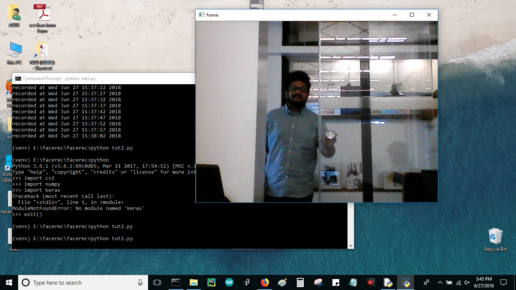 frame
This PC
Command Prompt - python tut2.py
recorded at Wed Jun 27 15:37:22 2018
recorded at Wed Jun 27 15:37:27 2018
recorded at Wed Jun 27 15:37:32 2018
recorded at Wed Jun 27 15:37:37 2018
recorded at Wed Jun 27 15:37:42 2018
recorded at Wed Jun 27 15:37:47 2018
recorded at Wed Jun 27 15:37:52 2018
recorded at Wed Jun 27 15:37:57 2018
recorded at Wed Jun 27 15:38:02 2018
(venv) E:\facerec\facerec>python tut2.py
(venv) E:\facerec\facerec>python
Python 3.6.1 (v3.6.1:69c0db5, Mar 21 2017, 17:54:52) [MSC v.1
Type "help", "copyright", "credits" or "license" for more in
>>> import cv2
>>> import numpy
>>> import keras
Traceback (most recent call last):
File "<stdin>", line 1, in <module>
ModuleNotFoundError: No module named 'keras'
>>> exit()
(venv) E:\facerec\facerec>python tut2.py
(venv) E:\facerec\facerec>python tut2.py
Recycle Bin
Type here to search
3:45 PM
6/27/2018